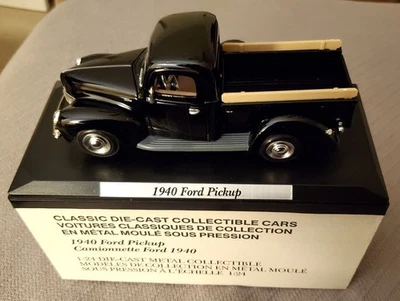 1940 Ford Pickup
CLASSIC DIE-CAST COLLECTIBLE CARS
VOITURES CLASSIQUES DE COLLECTION
EN MÉTAL MOULÉ SOUS PRESSION
1940 Ford Pickup
Camionnette Ford 1940
1:24 DIE-CAST METAL COLLECTIBLE
MODÈLES DE COLLECTION EN MÉTAL MOULÉ
SOUS PRESSION À L'ÉCHELLE 1:24